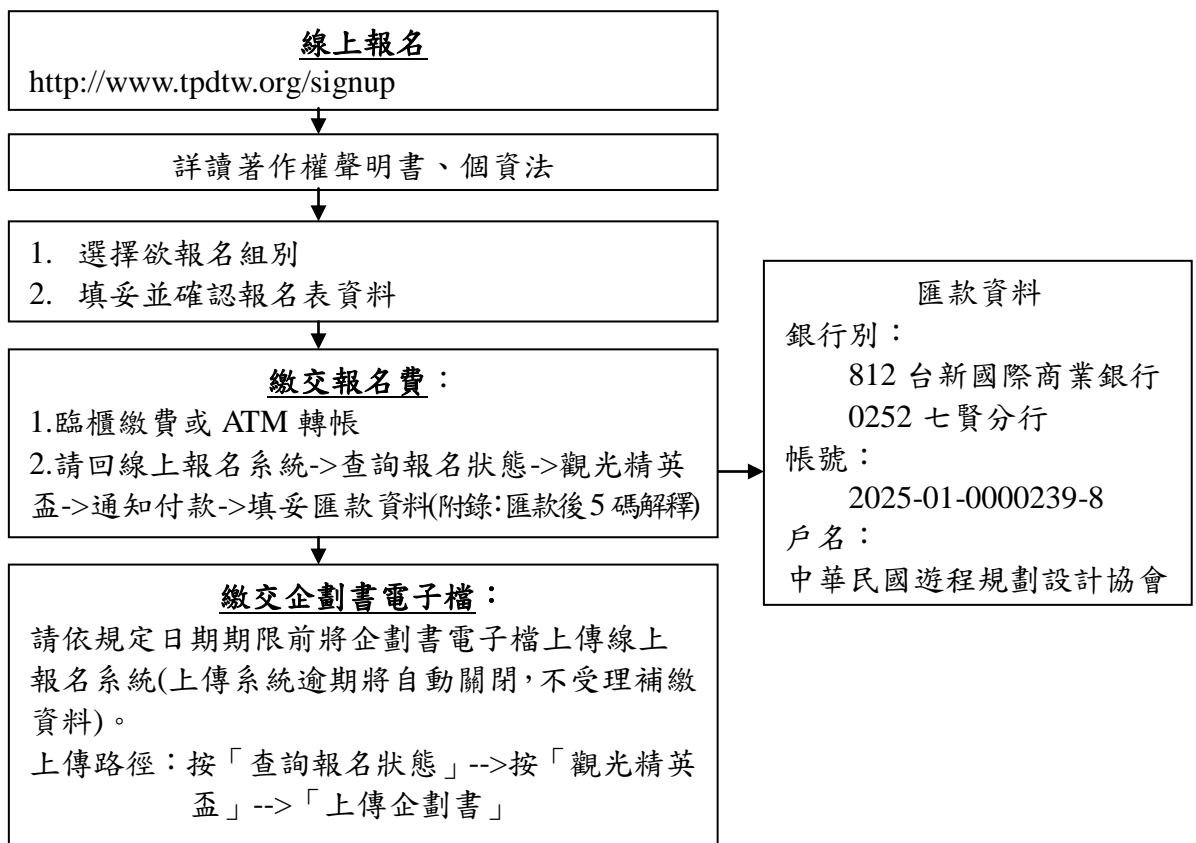 線上報名
http://www.tpdtw.org/signup
詳讀著作權聲明書、個資法
1. 選擇欲報名組別
2. 填妥並確認報名表資料
繳交報名費：
1.臨櫃繳費或 ATM 轉帳
2.請回線上報名系統->查詢報名狀態->觀光精英
盃->通知付款->填妥匯款資料(附錄:匯款後5碼解釋)
匯款資料
銀行別：
812 台新國際商業銀行
0252 七賢分行
帳號：
2025-01-0000239-8
戶名：
中華民國遊程規劃設計協會
繳交企劃書電子檔：
請依規定日期期限前將企劃書電子檔上傳線上
報名系統(上傳系統逾期將自動關閉，不受理補繳
資料)。
上傳路徑：按「查詢報名狀態」-->按「觀光精英
盃」-->「上傳企劃書」